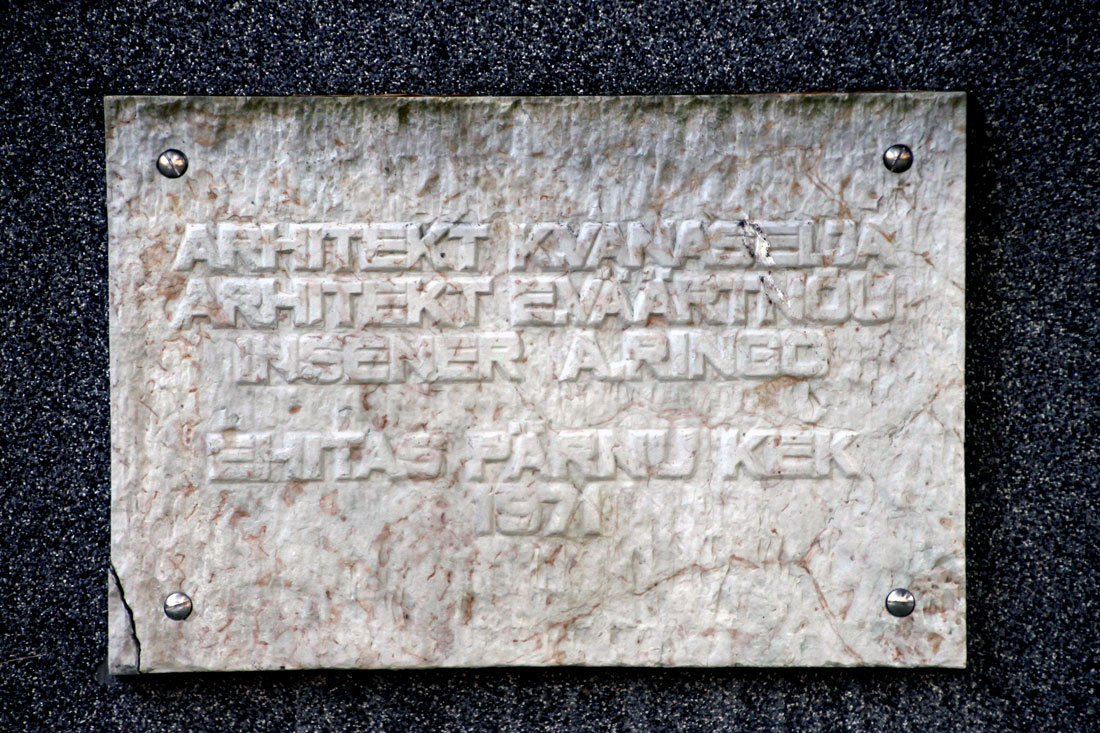 ARHITEKT K.VANASELJA
ARHITEKT E.VÄÄRTNÕU
INSENER A.RINGO
EHITAS PÄRNU KEK
1971